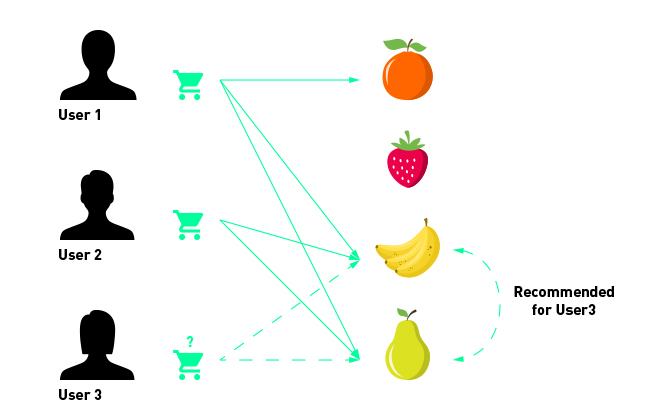 User 1
User 2
?
User 3
Recommended
for User3